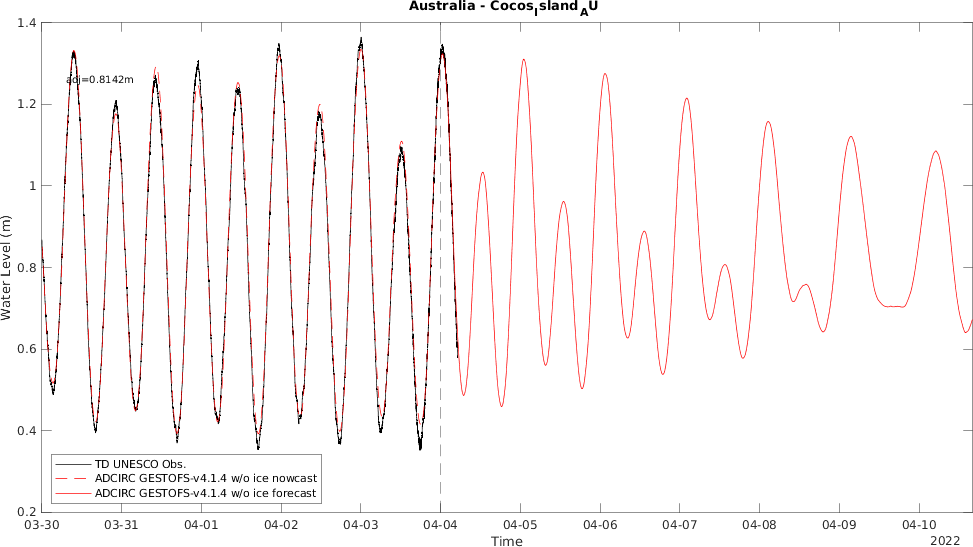 Australia - CocosIslandAU
1.4
1.2
1
0.8
0.6
0.4
0.2
Water Level (m)
adj=0.8142m
TD UNESCO Obs.
ADCIRC GESTOFS-v4.1.4 w/o ice nowcast
ADCIRC GESTOFS-v4.1.4 w/o ice forecast
03-30 03-31 04-01 04-02 04-03 04-04 04-05 04-06 04-07 04-08 04-09 04-10
Time
2022